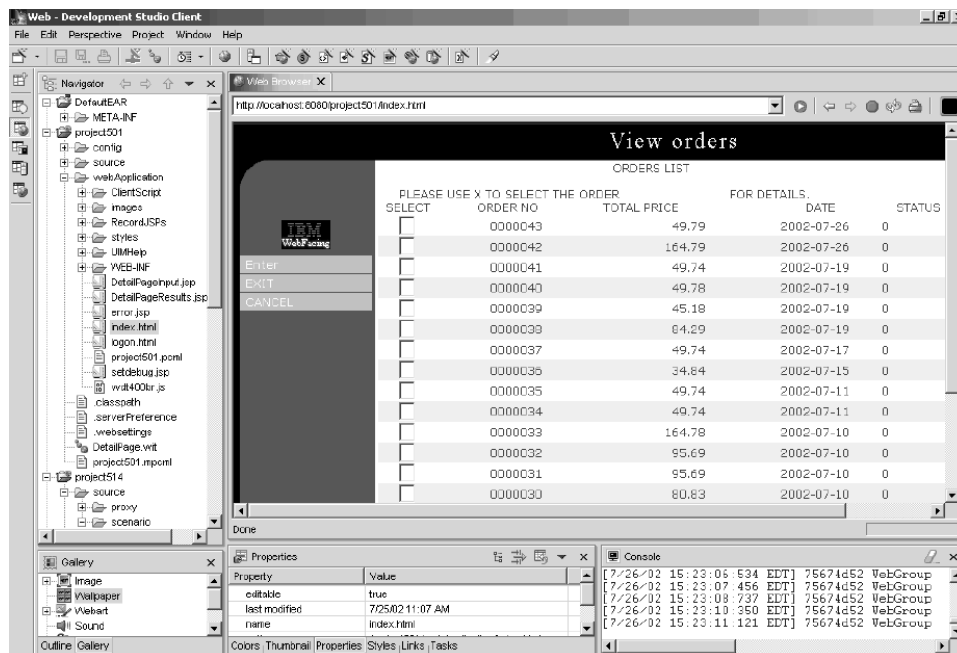 Web - Development Studio Client
File Edit Perspective Project Window Help
Navigator
DefaultEAR
META-INF
project501
config
source
webApplication
ClientScript
images
RecordJSPs
styles
UIMHelp
WEB-INF
DetailPageInput.jsp
DetailPageResults.jsp
error.jsp
index.html
logon.html
project501.pcml
setdebug.jsp
wdt400br.js
.classpath
.serverPreference
.websettings
DetailPage.wit
project501.mpcml
project514
source
proxy
scenario
Web Browser
http://localhost:8080/project501/index.html
View orders
ORDERS LIST
PLEASE USE X TO SELECT THE ORDER FOR DETAILS.
SELECT ORDER NO TOTAL PRICE DATE STATUS
0000043 49.79 2002-07-26 0
0000042 164.79 2002-07-26 0
0000041 49.74 2002-07-19 0
0000040 49.78 2002-07-19 0
0000039 45.18 2002-07-19 0
0000038 84.29 2002-07-19 0
0000037 49.74 2002-07-17 0
0000036 34.84 2002-07-15 0
0000035 49.74 2002-07-11 0
0000034 49.74 2002-07-11 0
0000033 164.78 2002-07-10 0
0000032 95.69 2002-07-10 0
0000031 95.69 2002-07-10 0
0000030 80.83 2002-07-10 0
IBM
WebFacing
Enter
EXIT
CANCEL
Done
Gallery
Image
Wallpaper
Webart
Sound
Outline Gallery
Properties
Property Value
editable true
last modified 7/25/02 11:07 AM
name index.html
Colors Thumbnail Properties Styles Links Tasks
Console
[7/26/02 15:23:06:534 EDT] 75674d52 WebGroup
[7/26/02 15:23:07:456 EDT] 75674d52 WebGroup
[7/26/02 15:23:08:737 EDT] 75674d52 WebGroup
[7/26/02 15:23:10:350 EDT] 75674d52 WebGroup
[7/26/02 15:23:11:121 EDT] 75674d52 WebGroup